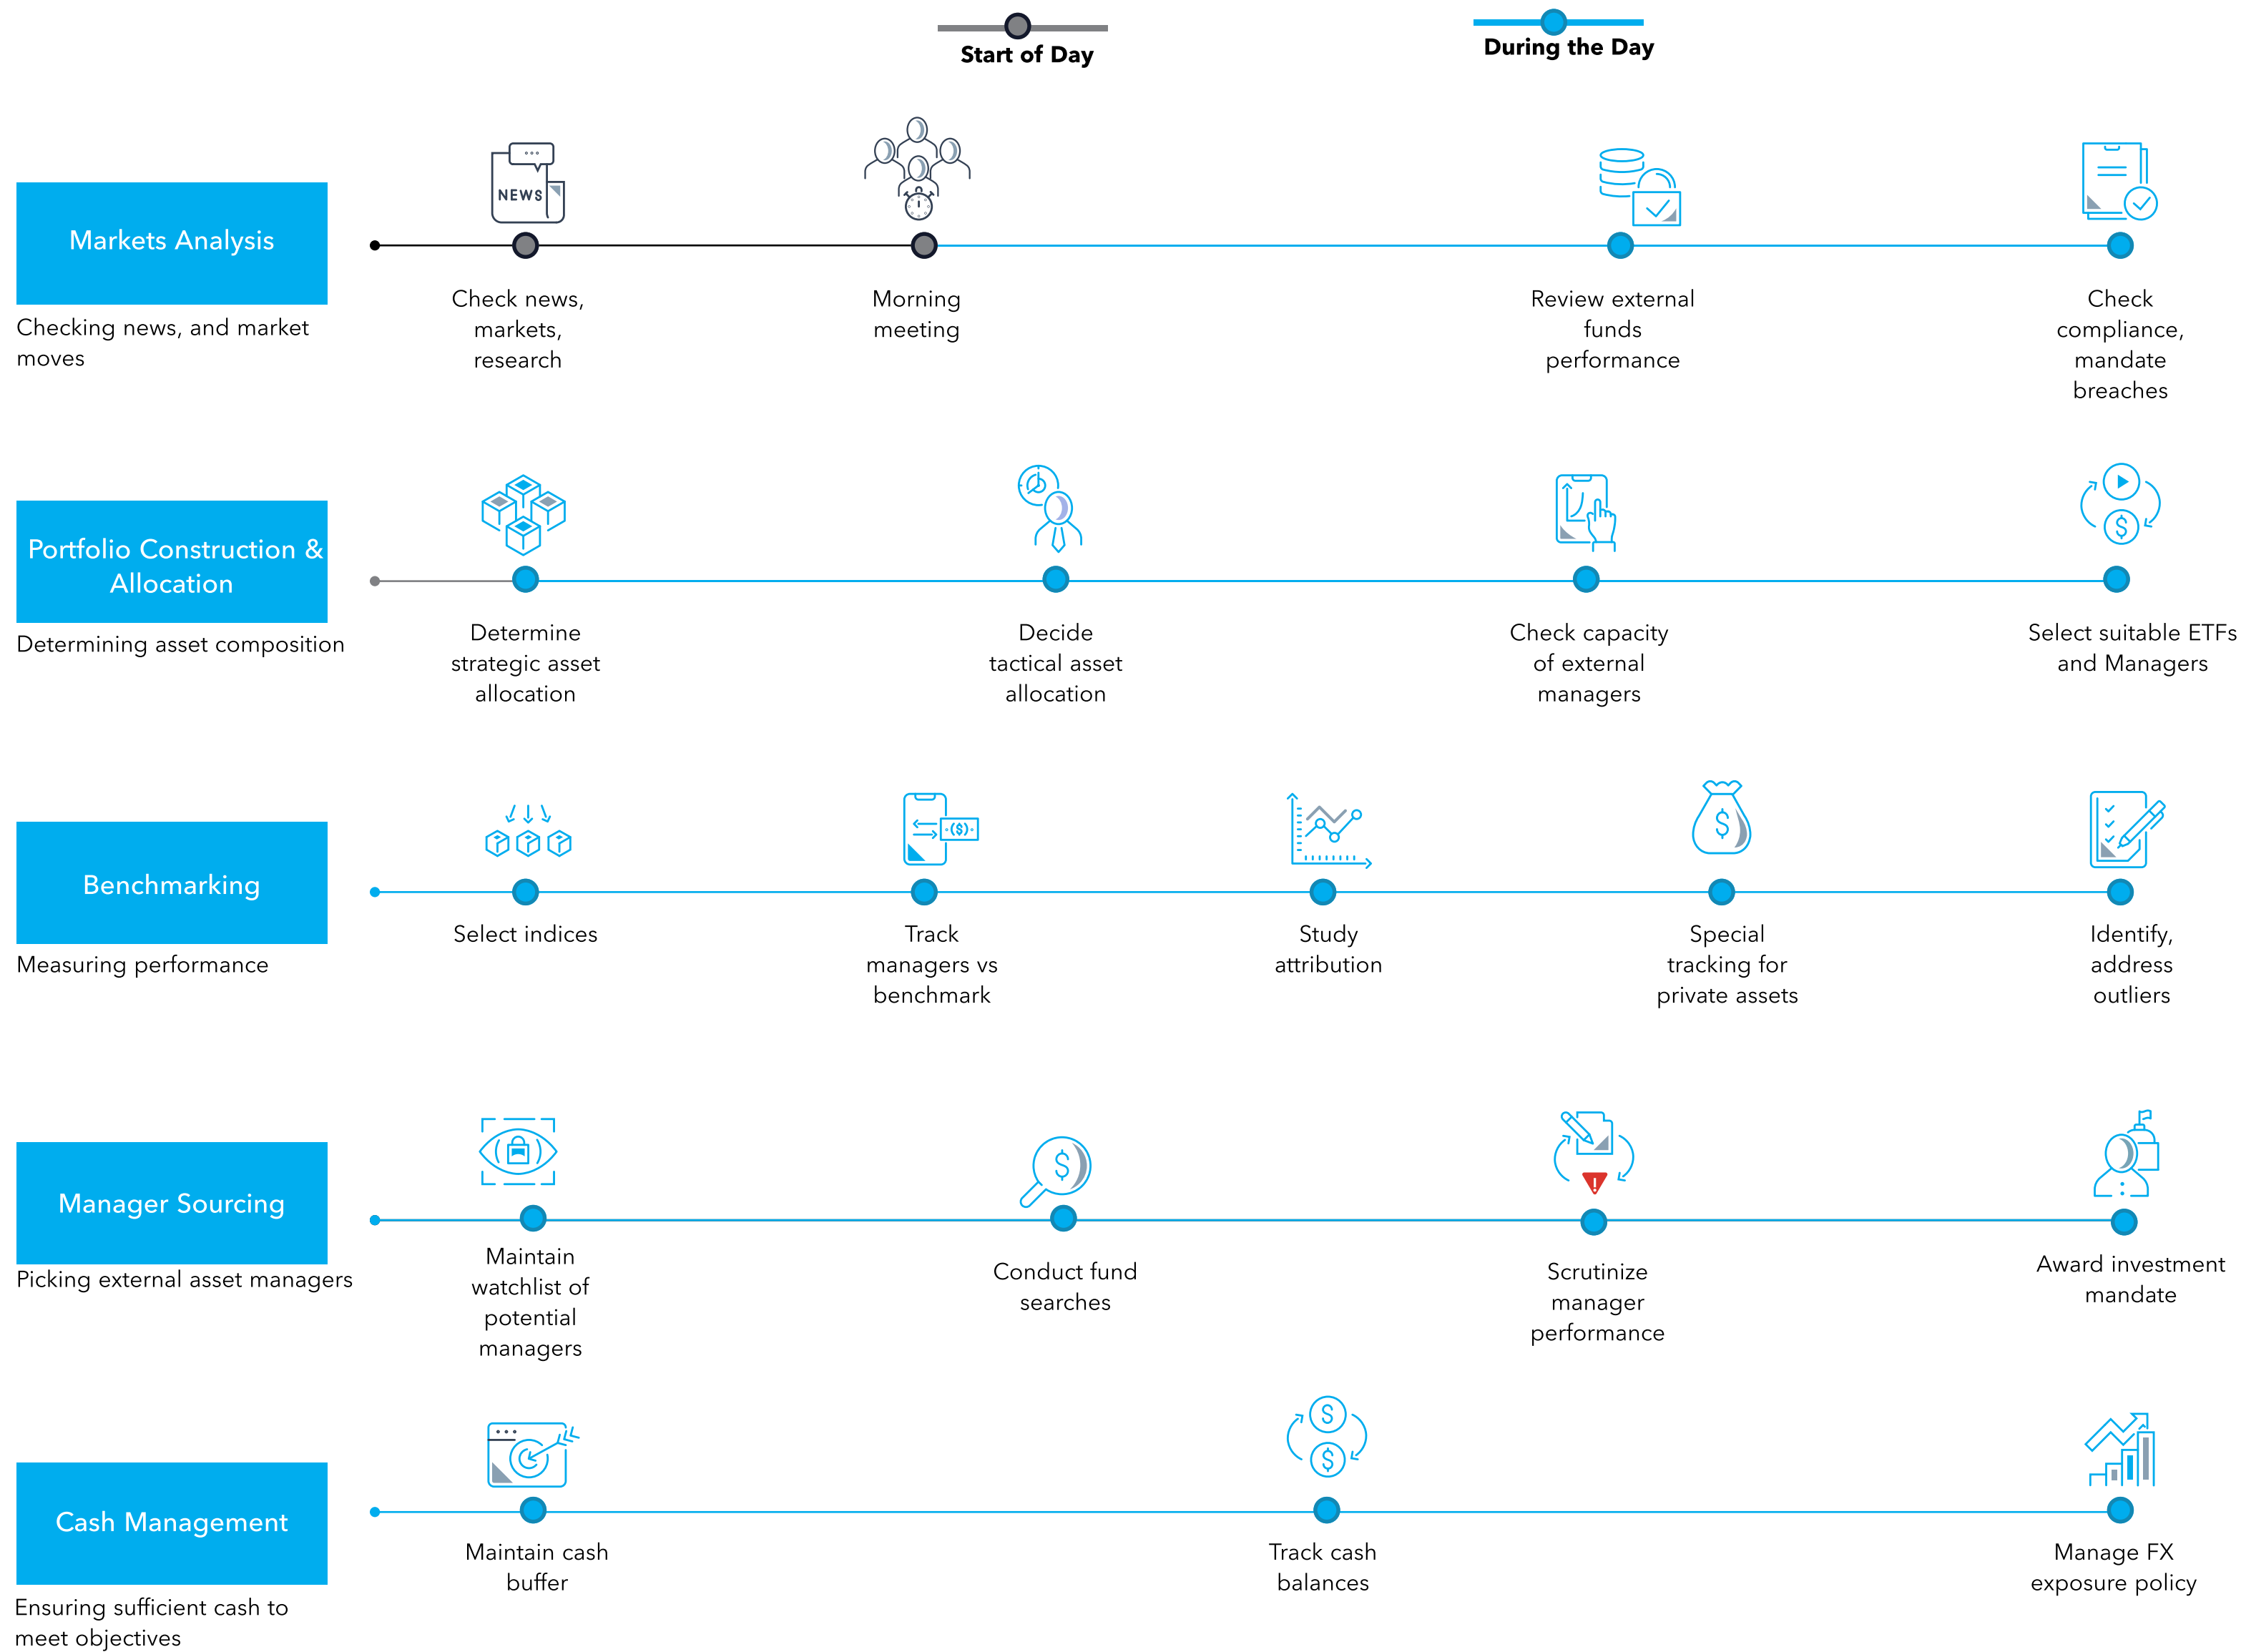 Start of Day
During the Day
NEWS
Markets Analysis
Checking news, and market
moves
Check news,
markets,
research
Morning
meeting
Review external
funds
performance
Check
compliance,
mandate
breaches
Portfolio Construction &
Allocation
Determining asset composition
Determine
strategic asset
allocation
Decide
tactical asset
allocation
Check capacity
of external
managers
$
Select suitable ETFs
and Managers
Benchmarking
Measuring performance
Select indices
($)
Track
managers vs
benchmark
Study
attribution
$
Special
tracking for
private assets
Identify,
address
outliers
Manager Sourcing
Picking external asset managers
Maintain
watchlist of
potential
managers
$
Conduct fund
searches
!
Scrutinize
manager
performance
Award investment
mandate
Cash Management
Ensuring sufficient cash to
meet objectives
Maintain cash
buffer
$
$
Track cash
balances
Manage FX
exposure policy